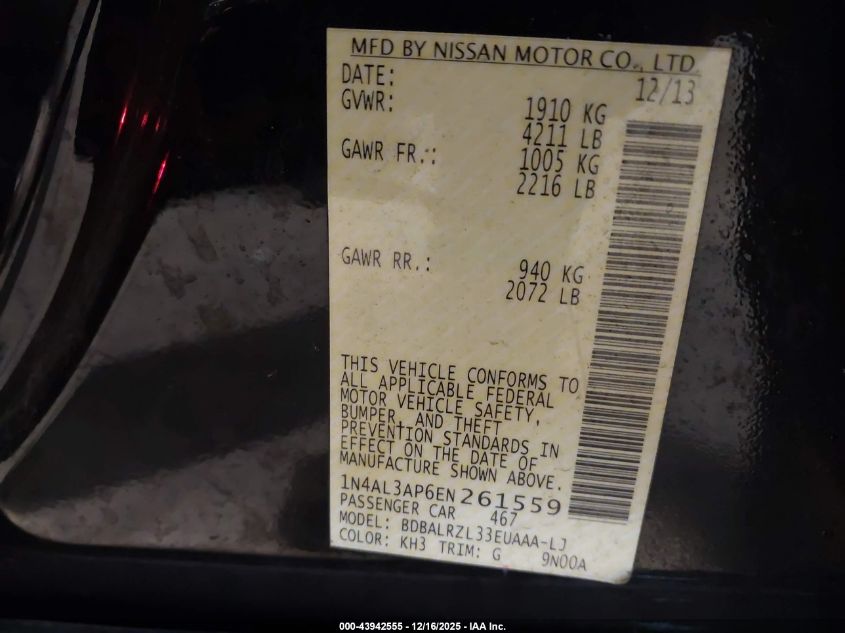 MFD BY NISSAN MOTOR CO., LTD.
DATE: 12/13
GVWR: 1910 KG
4211 LB
GAWR FR.: 1005 KG
2216 LB
GAWR RR.: 940 KG
2072 LB
THIS VEHICLE CONFORMS TO
ALL APPLICABLE FEDERAL
MOTOR VEHICLE SAFETY,
BUMPER, AND THEFT
PREVENTION STANDARDS IN
EFFECT ON THE DATE OF
MANUFACTURE SHOWN ABOVE.
1N4AL3AP6EN261559
PASSENGER CAR 467
MODEL: BDBALRZL33EUAAA-LJ
COLOR: KH3 TRIM: G 9N00A
000-43942555 - 12/16/2025 - IAA Inc.